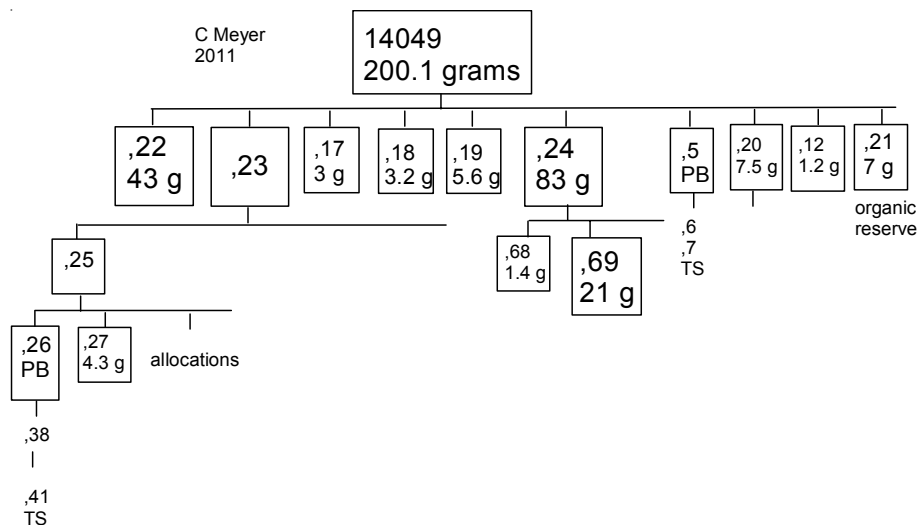 C Meyer
2011
14049
200.1 grams
,22
43 g
,23
,17
3 g
,18
3.2 g
,19
5.6 g
,24
83 g
,5
PB
,20
7.5 g
,12
1.2 g
,21
7 g
organic
reserve
,6
,7
TS
,25
,68
1.4 g
,69
21 g
,26
PB
,27
4.3 g
allocations
,38
,41
TS